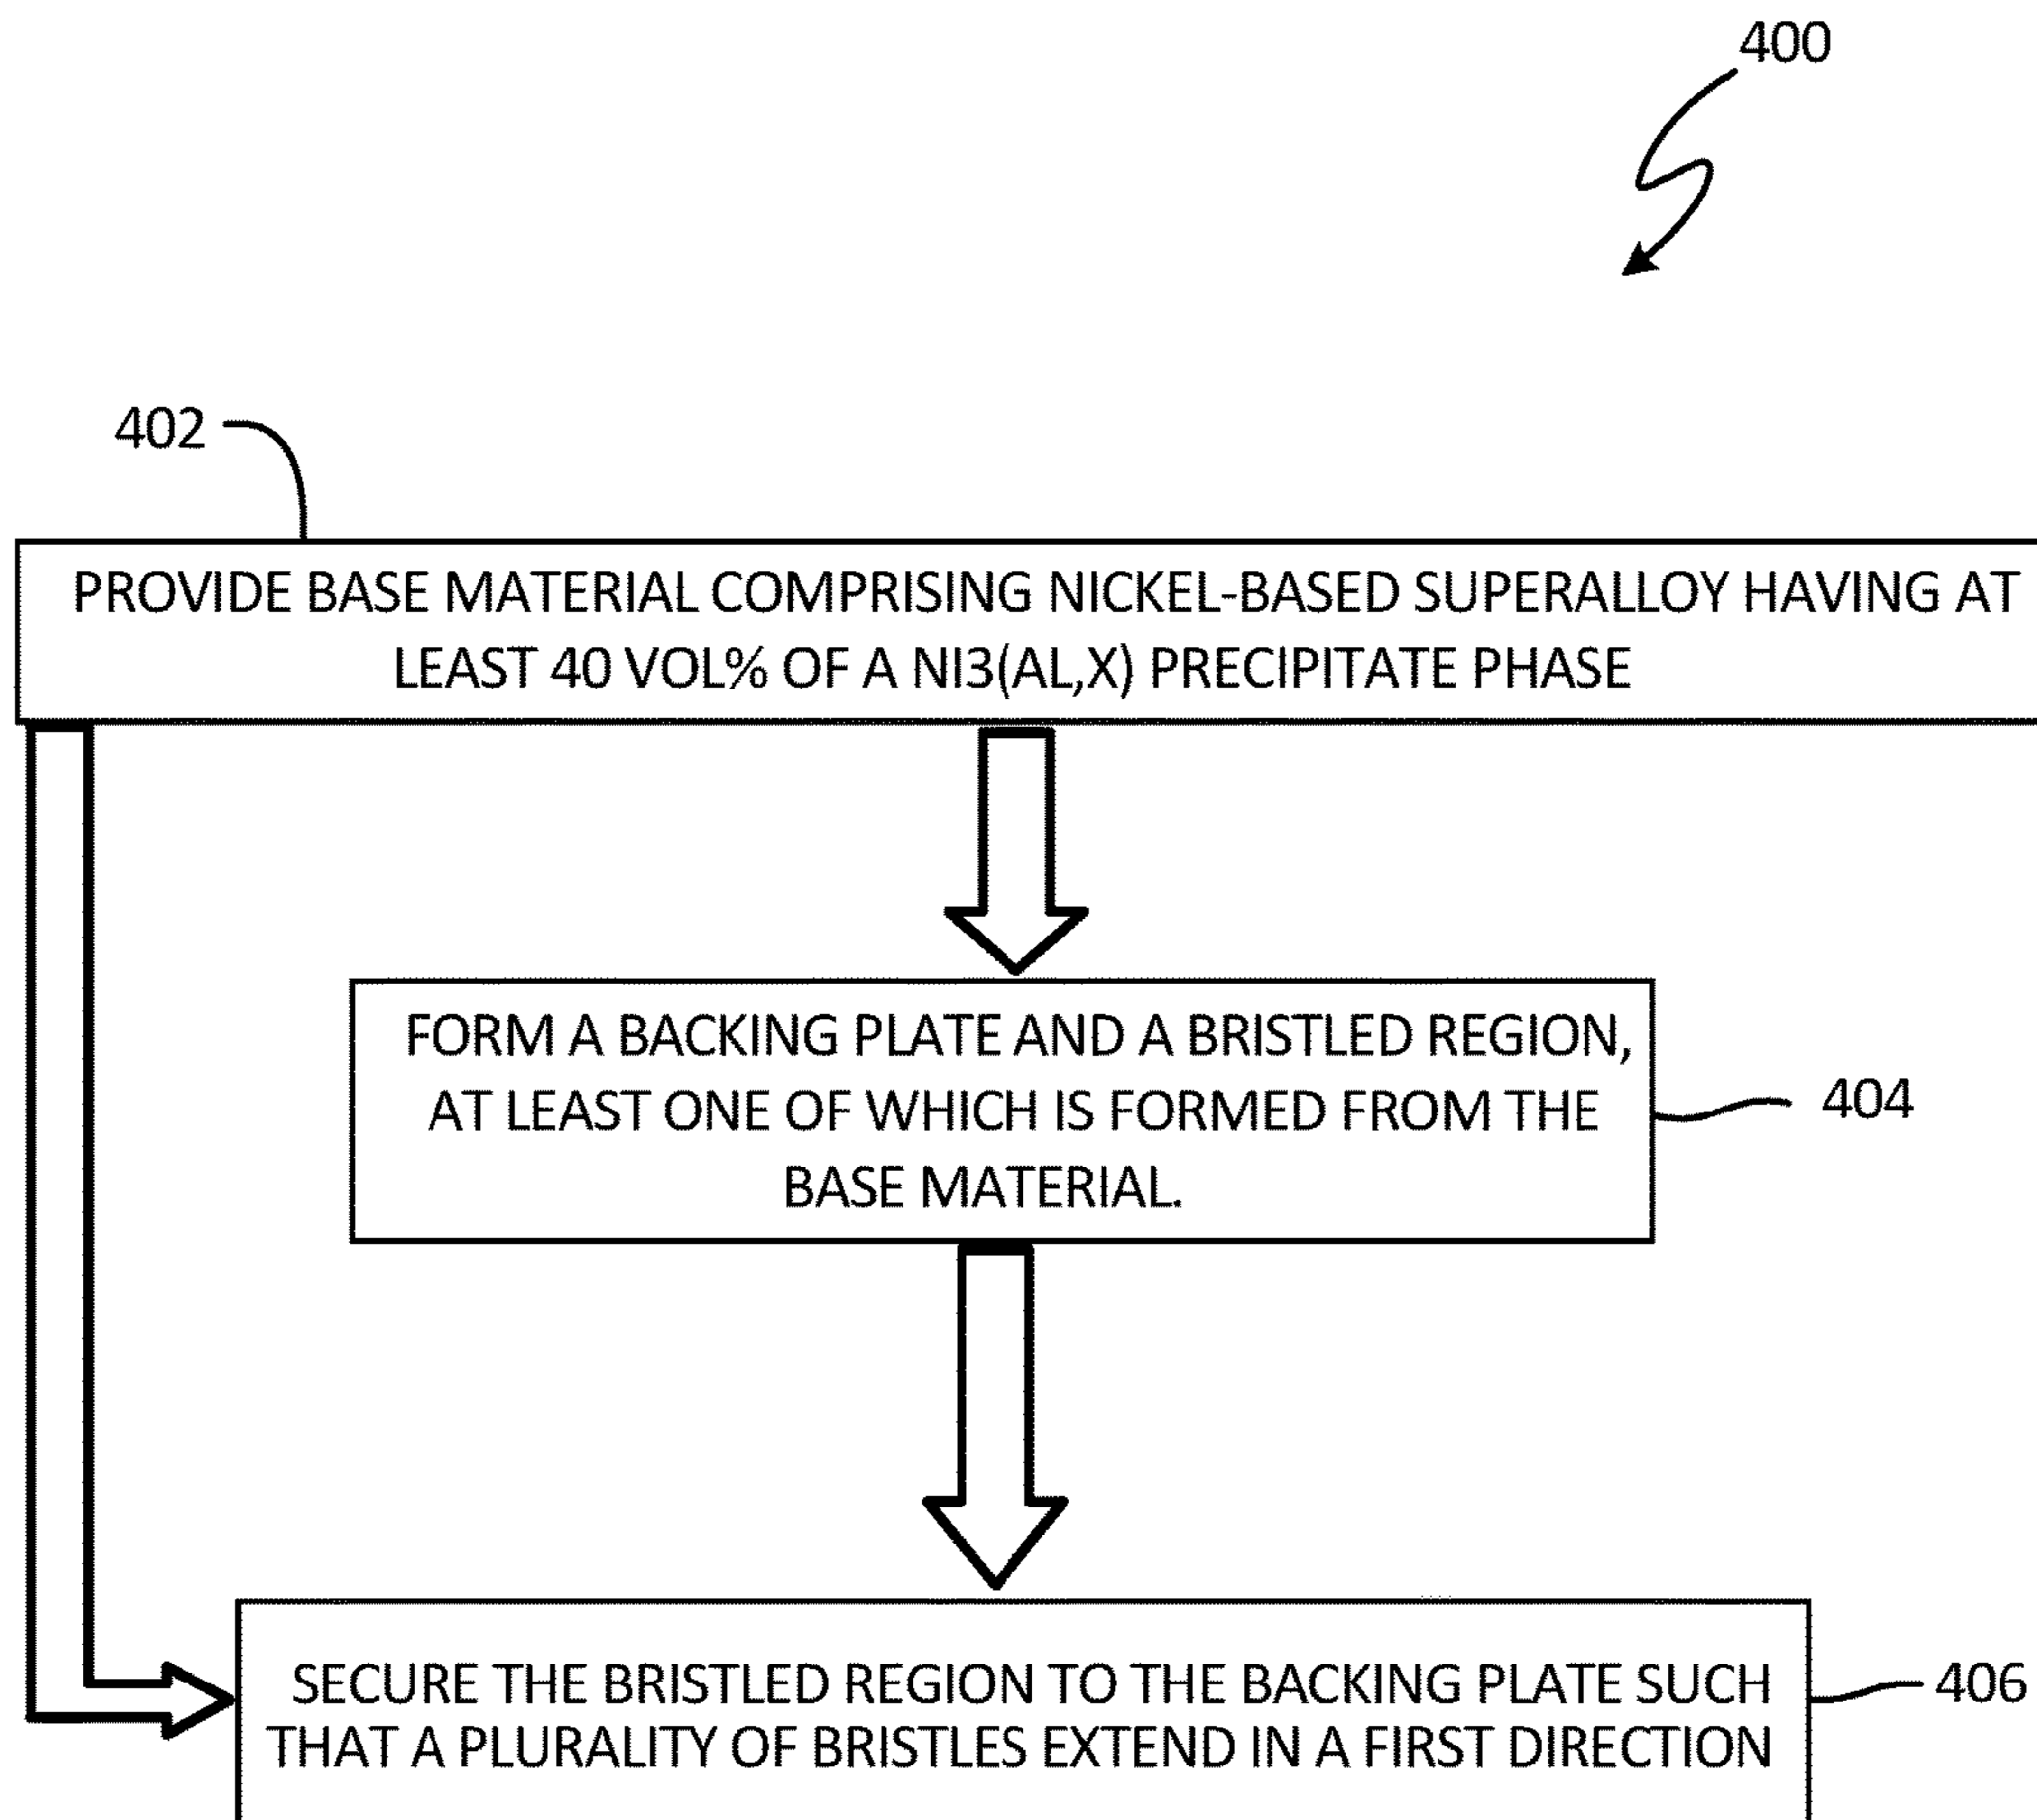 400
402
PROVIDE BASE MATERIAL COMPRISING NICKEL-BASED SUPERALLOY HAVING AT
LEAST 40 VOL% OF A NI3(AL,X) PRECIPITATE PHASE
FORM A BACKING PLATE AND A BRISTLED REGION,
AT LEAST ONE OF WHICH IS FORMED FROM THE
BASE MATERIAL.
404
SECURE THE BRISTLED REGION TO THE BACKING PLATE SUCH
THAT A PLURALITY OF BRISTLES EXTEND IN A FIRST DIRECTION
406